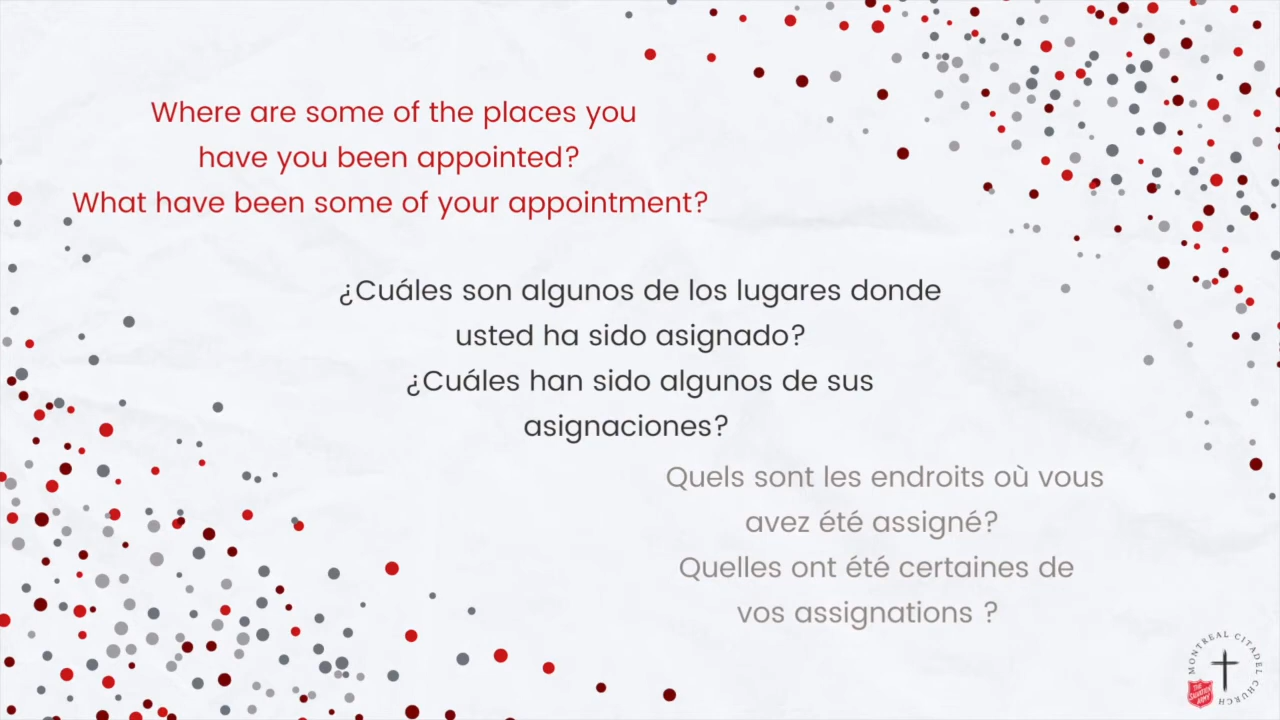 Where are some of the places you
have you been appointed?
What have been some of your appointment?
¿Cuáles son algunos de los lugares donde
usted ha sido asignado?
¿Cuáles han sido algunos de sus
asignaciones?
Quels sont les endroits où vous
avez été assigné?
Quelles ont été certaines de
vos assignations ?
MONTREAL CITADEL CHURCH
THE
SALVATION
ARMY